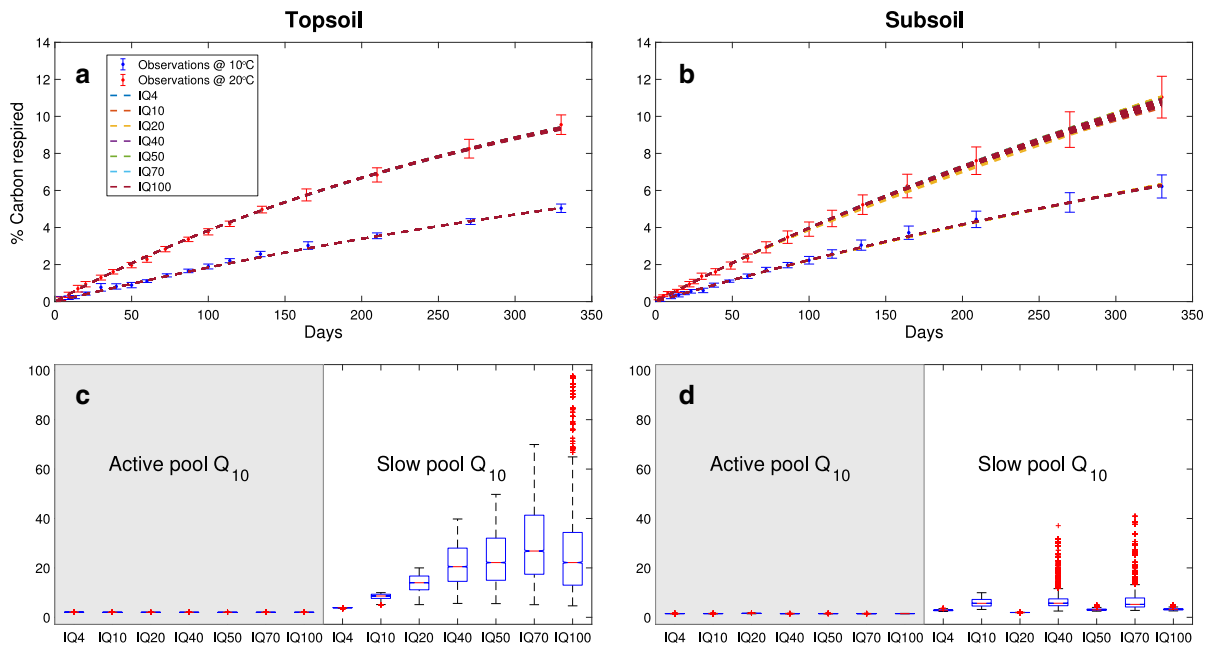 Topsoil
Subsoil
14
12
10
8
6
4
2
0
% Carbon respired
a
Observations @ 10°C
Observations @ 20°C
IQ4
IQ10
IQ20
IQ40
IQ50
IQ70
IQ100
0 50 100 150 200 250 300 350
Days
14
12
10
8
6
4
2
0
b
0 50 100 150 200 250 300 350
Days
100
80
60
40
20
0
c
Active pool Q10
Slow pool Q10
IQ4 IQ10 IQ20 IQ40 IQ50 IQ70 IQ100 IQ4 IQ10 IQ20 IQ40 IQ50 IQ70 IQ100
100
80
60
40
20
0
d
Active pool Q10
Slow pool Q10
IQ4 IQ10 IQ20 IQ40 IQ50 IQ70 IQ100 IQ4 IQ10 IQ20 IQ40 IQ50 IQ70 IQ100